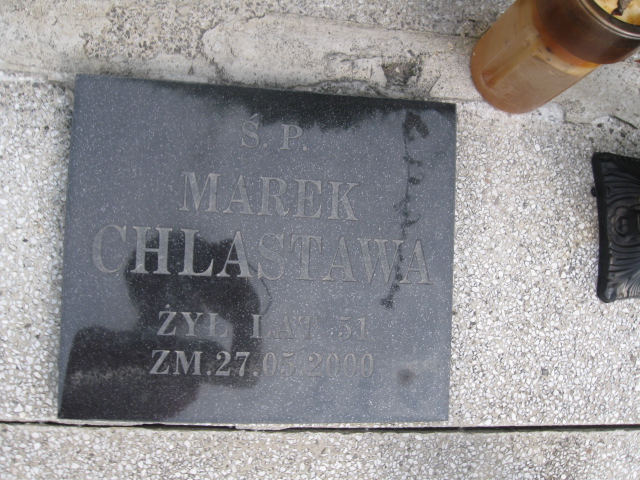 Ś. P.
MAREK
CHLASTAWA
ŻYŁ LAT 51
ZM. 27.05.2000